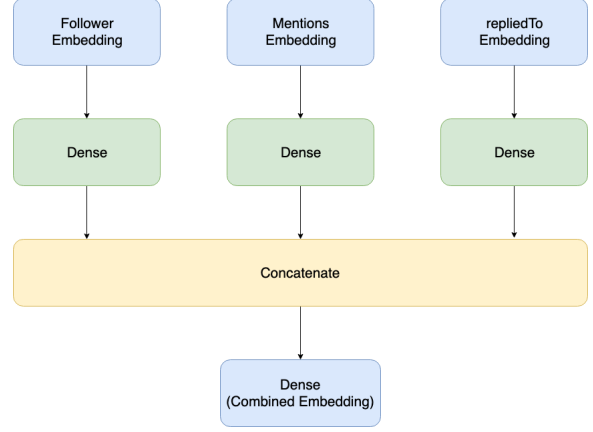 Follower
Embedding
Mentions
Embedding
repliedTo
Embedding
Dense
Dense
Dense
Concatenate
Dense
(Combined Embedding)